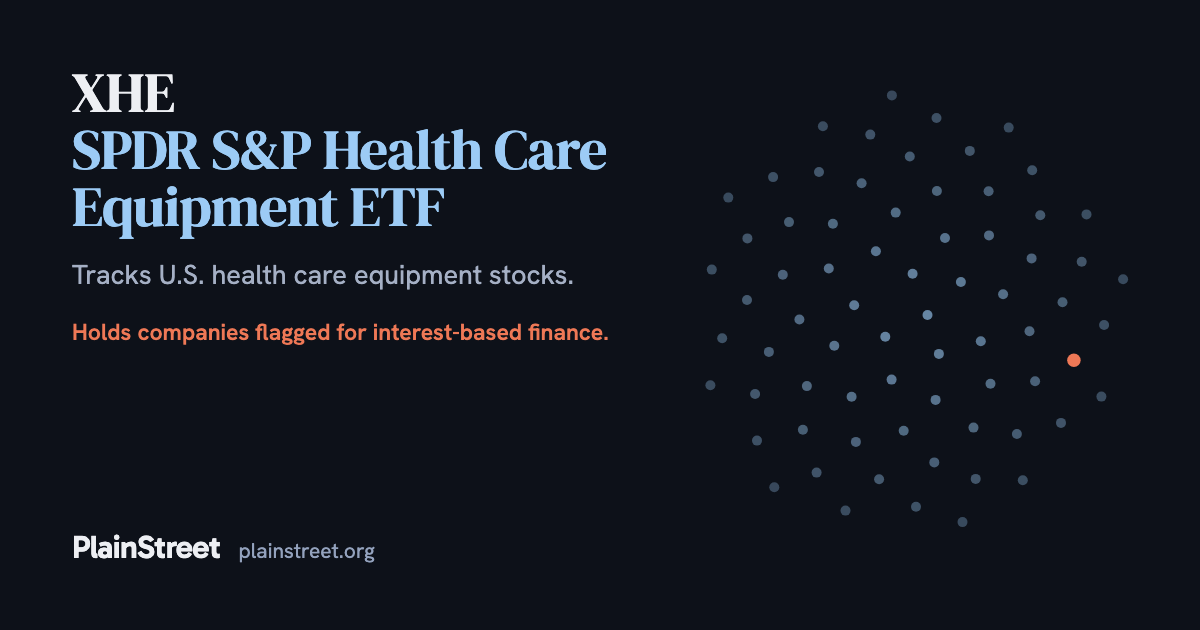 XHE
SPDR S&P Health Care
Equipment ETF
Tracks U.S. health care equipment stocks.
Holds companies flagged for interest-based finance.
PlainStreet plainstreet.org